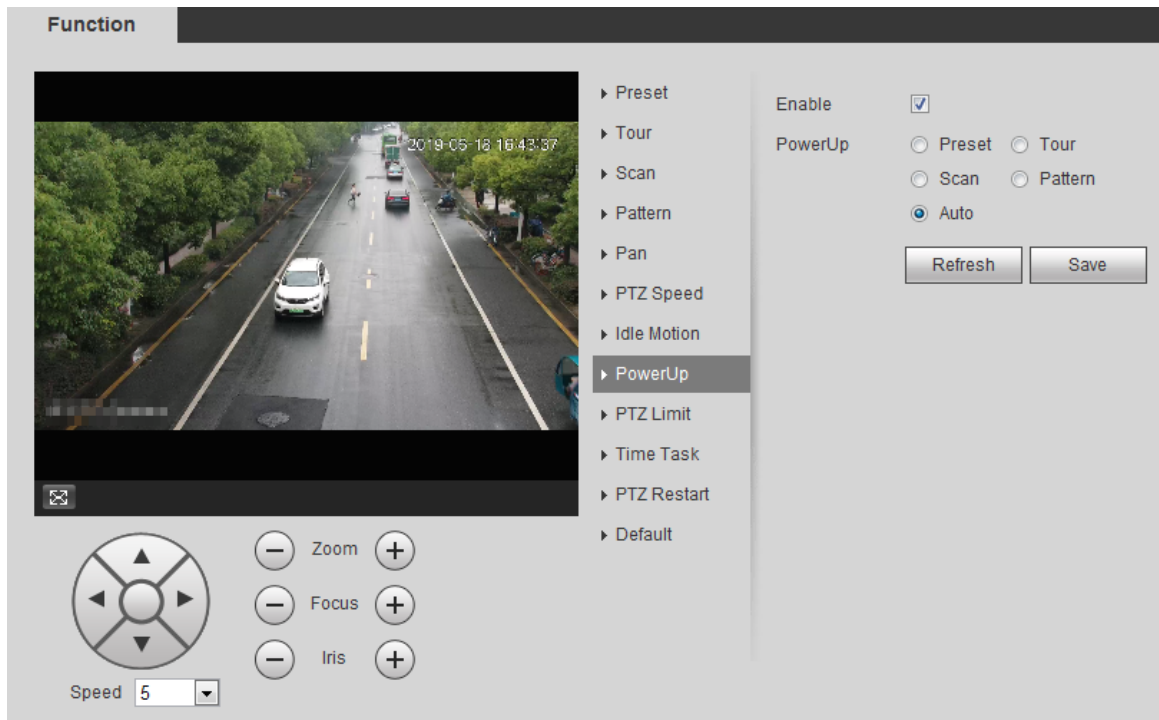 Function
2019-05-18 16:43:37
Zoom
Focus
Iris
Speed 5
Preset
Tour
Scan
Pattern
Pan
PTZ Speed
Idle Motion
PowerUp
PTZ Limit
Time Task
PTZ Restart
Default
Enable
PowerUp Preset Tour
Scan Pattern
Auto
Refresh Save